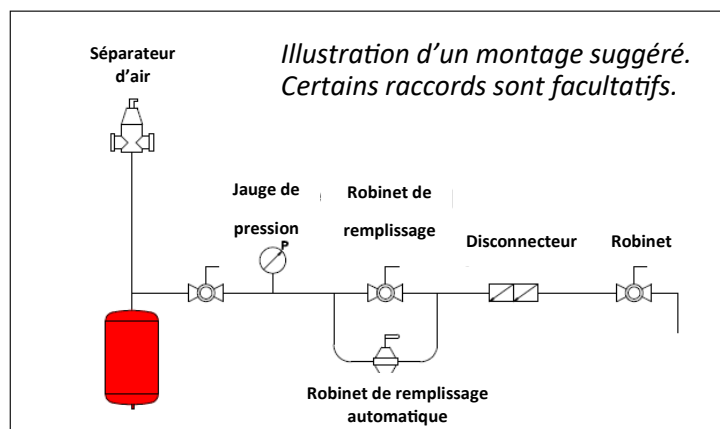 Illustration d’un montage suggéré.
Certains raccords sont facultatifs.
Séparateur
d’air
Jauge de
pression
P
Robinet de
remplissage
Disconnecteur
Robinet
Robinet de remplissage
automatique